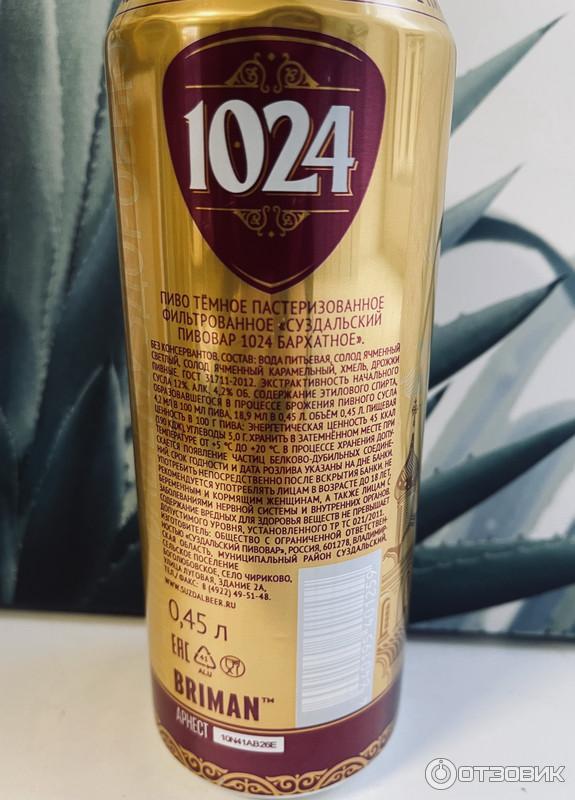 1024
ПИВО ТЁМНОЕ ПАСТЕРИЗОВАННОЕ
ФИЛЬТРОВАННОЕ «СУЗДАЛЬСКИЙ
ПИВОВАР 1024 БАРХАТНОЕ».
БЕЗ КОНСЕРВАНТОВ. СОСТАВ: ВОДА ПИТЬЕВАЯ, СОЛОД ЯЧМЕННЫЙ
СВЕТЛЫЙ, СОЛОД ЯЧМЕННЫЙ КАРАМЕЛЬНЫЙ, ХМЕЛЬ, ДРОЖЖИ
ПИВНЫЕ. ГОСТ 31711-2012. ЭКСТРАКТИВНОСТЬ НАЧАЛЬНОГО
СУСЛА 12%. АЛК. 4,2% ОБ. СОДЕРЖАНИЕ ЭТИЛОВОГО СПИРТА,
ОБРАЗОВАВШЕГОСЯ В ПРОЦЕССЕ БРОЖЕНИЯ ПИВНОГО СУСЛА
4,2 МЛ В 100 МЛ ПИВА, 18,9 МЛ В 0,45 Л. ОБЪЁМ 0,45 Л. ПИЩЕВАЯ
ЦЕННОСТЬ В 100 Г ПИВА: ЭНЕРГЕТИЧЕСКАЯ ЦЕННОСТЬ 45 ККАЛ
(190 КДЖ), УГЛЕВОДЫ 5,0 Г. ХРАНИТЬ В ЗАТЕМНЁННОМ МЕСТЕ ПРИ
ТЕМПЕРАТУРЕ ОТ +5 °С ДО +20 °С. В ПРОЦЕССЕ ХРАНЕНИЯ ДОПУ-
СКАЕТСЯ ПОЯВЛЕНИЕ ЧАСТИЦ БЕЛКОВО-ДУБИЛЬНЫХ СОЕДИНЕ-
НИЙ. СРОК ГОДНОСТИ И ДАТА РОЗЛИВА УКАЗАНЫ НА ДНЕ БАНКИ.
УПОТРЕБИТЬ НЕПОСРЕДСТВЕННО ПОСЛЕ ВСКРЫТИЯ БАНКИ. НЕ
РЕКОМЕНДУЕТСЯ УПОТРЕБЛЯТЬ ЛИЦАМ В ВОЗРАСТЕ ДО 18 ЛЕТ,
БЕРЕМЕННЫМ И КОРМЯЩИМ ЖЕНЩИНАМ, А ТАКЖЕ ЛИЦАМ С
ЗАБОЛЕВАНИЯМИ НЕРВНОЙ СИСТЕМЫ И ВНУТРЕННИХ ОРГАНОВ.
СОДЕРЖАНИЕ ВРЕДНЫХ ДЛЯ ЗДОРОВЬЯ ВЕЩЕСТВ НЕ ПРЕВЫШАЕТ
ДОПУСТИМОГО УРОВНЯ, УСТАНОВЛЕННОГО ТР ТС 021/2011.
ИЗГОТОВИТЕЛЬ: ОБЩЕСТВО С ОГРАНИЧЕННОЙ ОТВЕТСТВЕН-
НОСТЬЮ «СУЗДАЛЬСКИЙ ПИВОВАР», РОССИЯ, 601278, ВЛАДИМИР-
СКАЯ ОБЛАСТЬ, МУНИЦИПАЛЬНЫЙ РАЙОН СУЗДАЛЬСКИЙ,
СЕЛЬСКОЕ ПОСЕЛЕНИЕ
БОГОЛЮБОВСКОЕ, СЕЛО ЧИРИКОВО,
УЛИЦА ЛУГОВАЯ, ЗДАНИЕ 2А,
ТЕЛ./ФАКС: 8 (4922) 49-51-48.
WWW.SUZDALBEER.RU
0,45 Л
EAC
41
ALU
BRIMAN™
АРНЕСТ
10N41AB26E
ОТЗОВИК